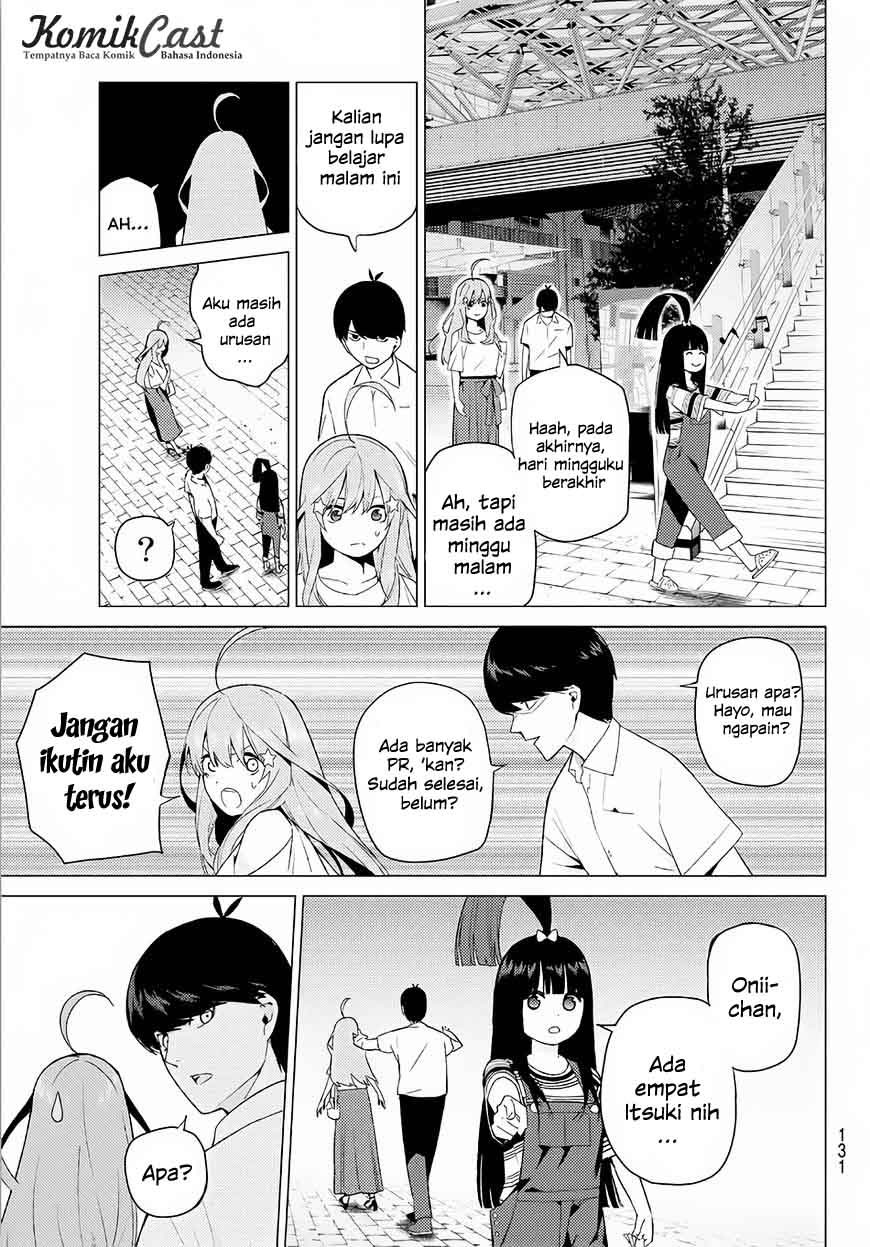 KomikCast
Tempatnya Baca Komik Bahasa Indonesia
Haah, pada
akhirnya,
hari mingguku
berakhir
Ah, tapi
masih ada
minggu
malam
...
Kalian
jangan lupa
belajar
malam ini
AH...
Aku masih
ada
urusan
...
?
Urusan apa?
Hayo, mau
ngapain?
Ada banyak
PR, 'kan?
Sudah selesai,
belum?
Jangan
ikutin aku
terus!
Onii-
chan,
Ada
empat
Itsuki nih
...
Apa?
131